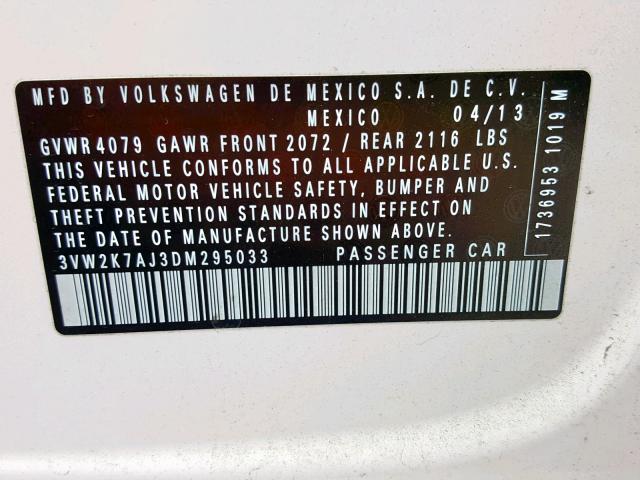 MFD BY VOLKSWAGEN DE MEXICO S.A. DE C.V.
MEXICO 04/13
GVWR 4079 GAWR FRONT 2072 / REAR 2116 LBS
THIS VEHICLE CONFORMS TO ALL APPLICABLE U.S.
FEDERAL MOTOR VEHICLE SAFETY, BUMPER AND
THEFT PREVENTION STANDARDS IN EFFECT ON
THE DATE OF MANUFACTURE SHOWN ABOVE.
3VW2K7AJ3DM295033 PASSENGER CAR
1736953 1019 M